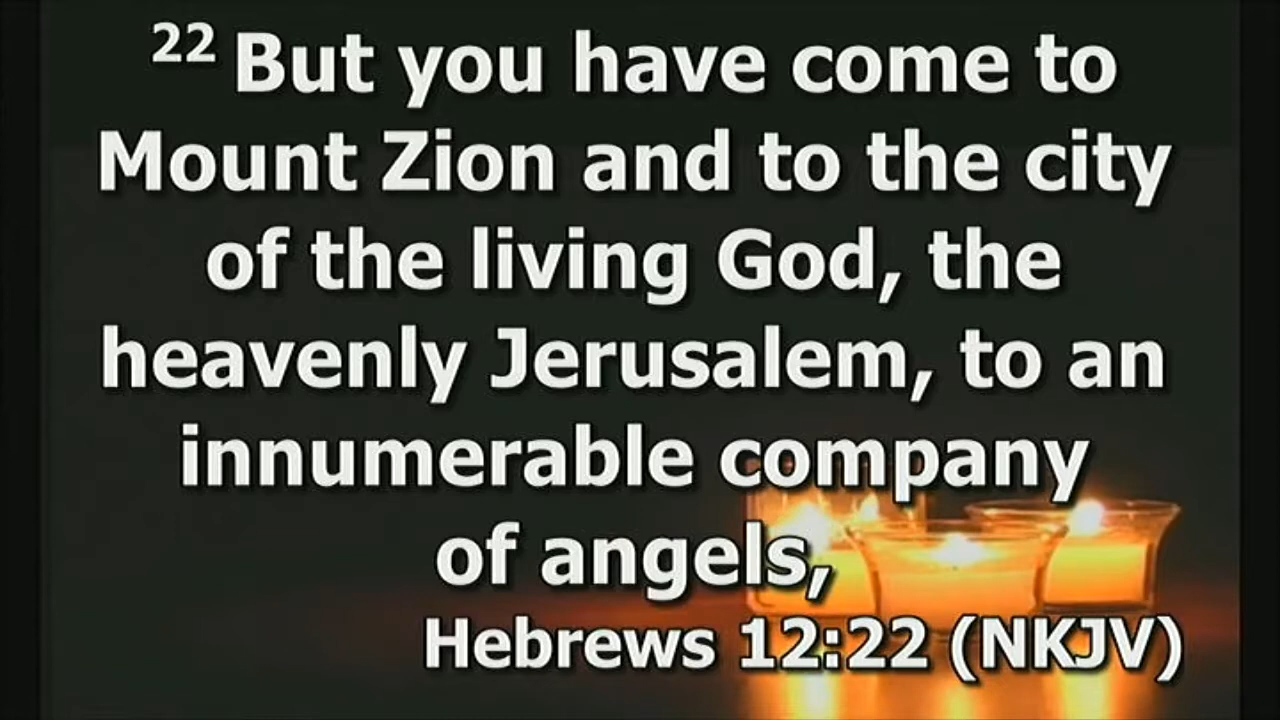 22 But you have come to
Mount Zion and to the city
of the living God, the
heavenly Jerusalem, to an
innumerable company
of angels,
Hebrews 12:22 (NKJV)